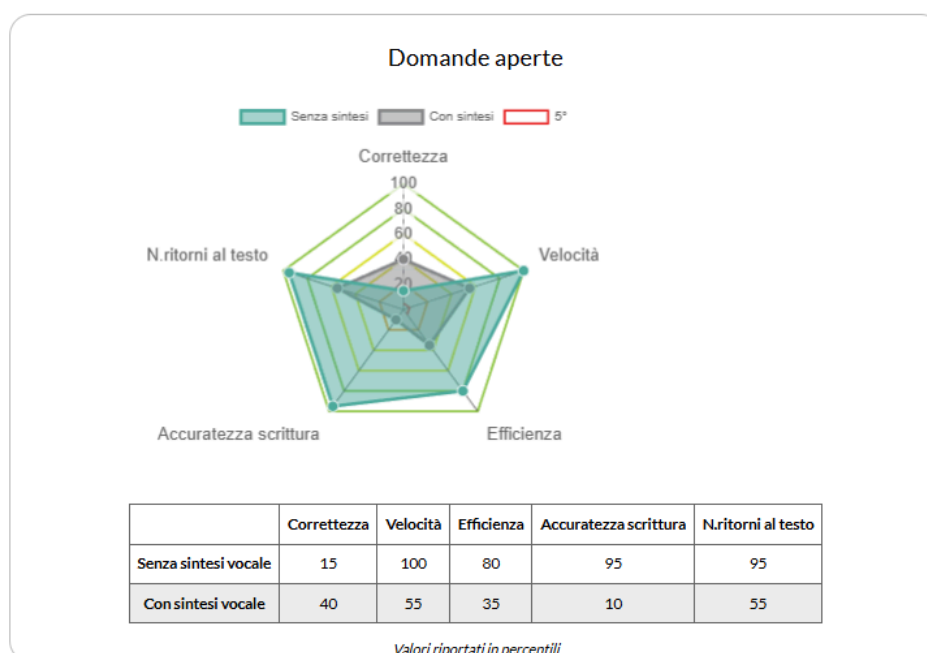 Domande aperte
Senza sintesi Con sintesi 5°
Correttezza
100
80
60
40
20
N.ritorni al testo
Velocità
Accuratezza scrittura
Efficienza
Correttezza Velocità Efficienza Accuratezza scrittura N.ritorni al testo
Senza sintesi vocale 15 100 80 95 95
Con sintesi vocale 40 55 35 10 55
Valori riportati in percentili